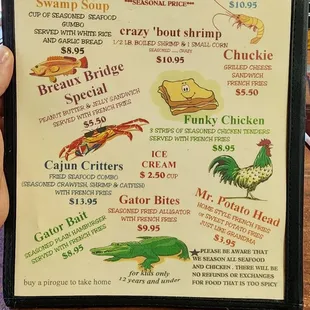 Swamp Soup
CUP OF SEASONED SEAFOOD
GUMBO
SERVED WITH WHITE RICE
AND GARLIC BREAD
$8.95
*SEASONAL PRICE*
crazy 'bout shrimp
1/2 LB BOILED SHRIMP & 1 SMALL CORN
$10.95
$10.95
Chuckie
GRILLED CHEESE
SANDWICH
FRENCH FRIES
$5.50
Breaux Bridge
Special
PEANUT BUTTER & JELLY SANDWICH
SERVED WITH FRENCH FRIES
$5.50
Funky Chicken
3 STRIPS OF SEASONED CHICKEN TENDERS
SERVED WITH FRENCH FRIES
$8.95
Cajun Critters
FRIED SEAFOOD COMBO
(SEASONED CRAWFISH, SHRIMP & CATFISH)
WITH FRENCH FRIES
$13.95
ICE
CREAM
$ 2.50 CUP
Gator Bites
SEASONED FRIED ALLIGATOR
WITH FRENCH FRIES
$9.95
Mr. Potato Head
HOME STYLE FRENCH FRIES
or SWEET POTATO FRIES
JUST LIKE GRANDMA
$3.95
Gator Bait
SEASONED PLAIN HAMBURGER
SERVED WITH FRENCH FRIES
$8.95
for kids only
12 years and under
buy a pirogue to take home
PLEASE BE AWARE THAT
WE SEASON ALL SEAFOOD
AND CHICKEN . THERE WILL BE
NO REFUNDS OR EXCHANGES
FOR FOOD THAT IS TOO SPICY